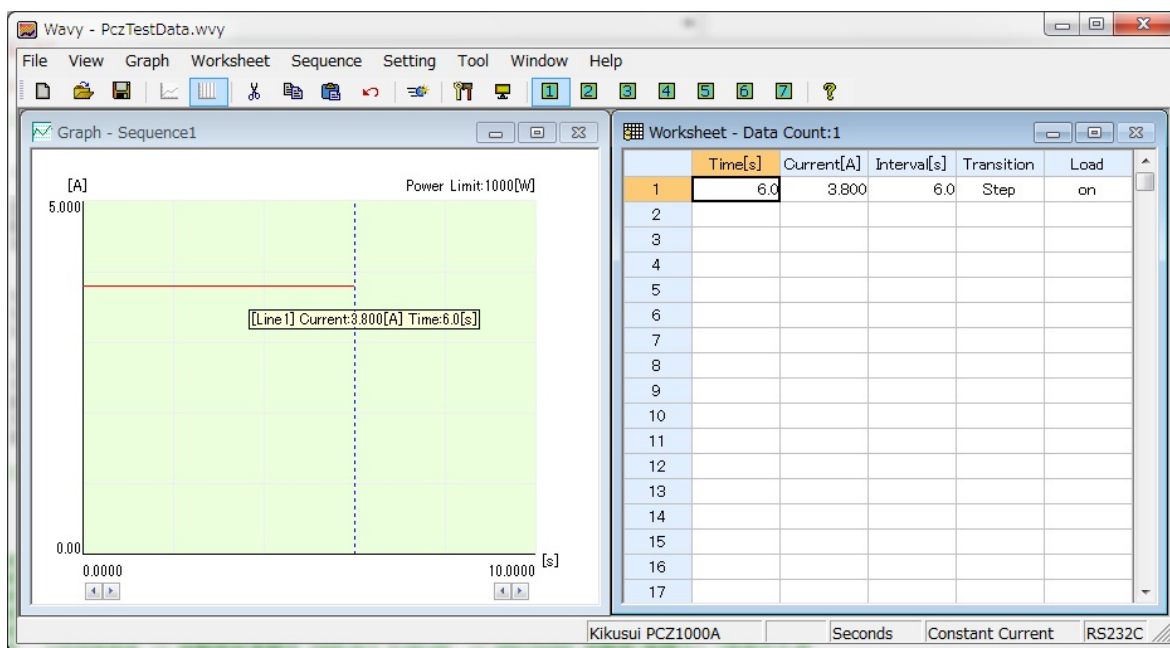 Wavy - PczTestData.wvy
File View Graph Worksheet Sequence Setting Tool Window Help
1 2 3 4 5 6 7
Graph - Sequence1
[A] Power Limit:1000[W]
5.000
[Line1] Current:3.800[A] Time:6.0[s]
0.00
[s]
0.0000 10.0000
Worksheet - Data Count:1
Time[s] Current[A] Interval[s] Transition Load
1 6.0 3.800 6.0 Step on
2
3
4
5
6
7
8
9
10
11
12
13
14
15
16
17
Kikusui PCZ1000A Seconds Constant Current RS232C